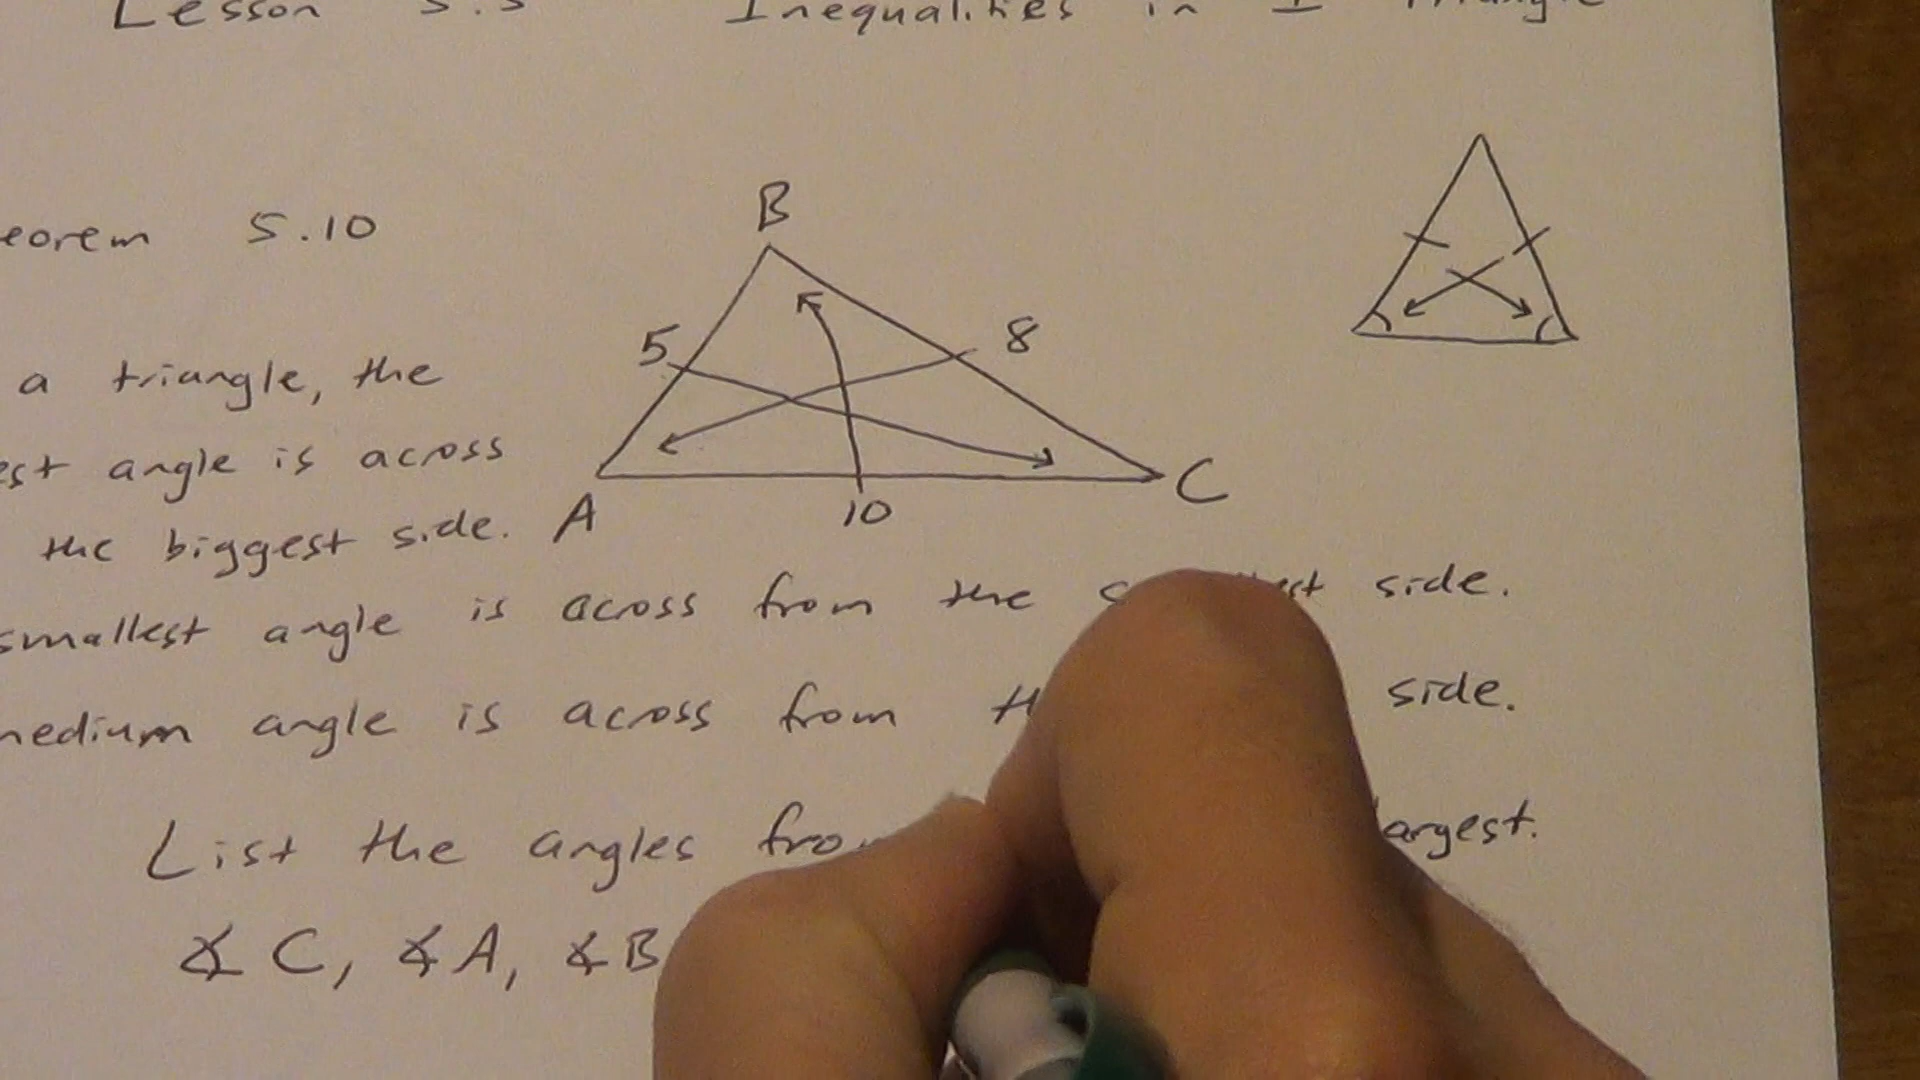 Lesson 5.5 Inequalities in 1 Triangle
eorem 5.10
B
5
8
a triangle, the
est angle is across
the biggest side.
A
10
C
smallest angle is across from the side.
medium angle is across from side.
List the angles largest.
∡ C, ∡ A, ∡ B